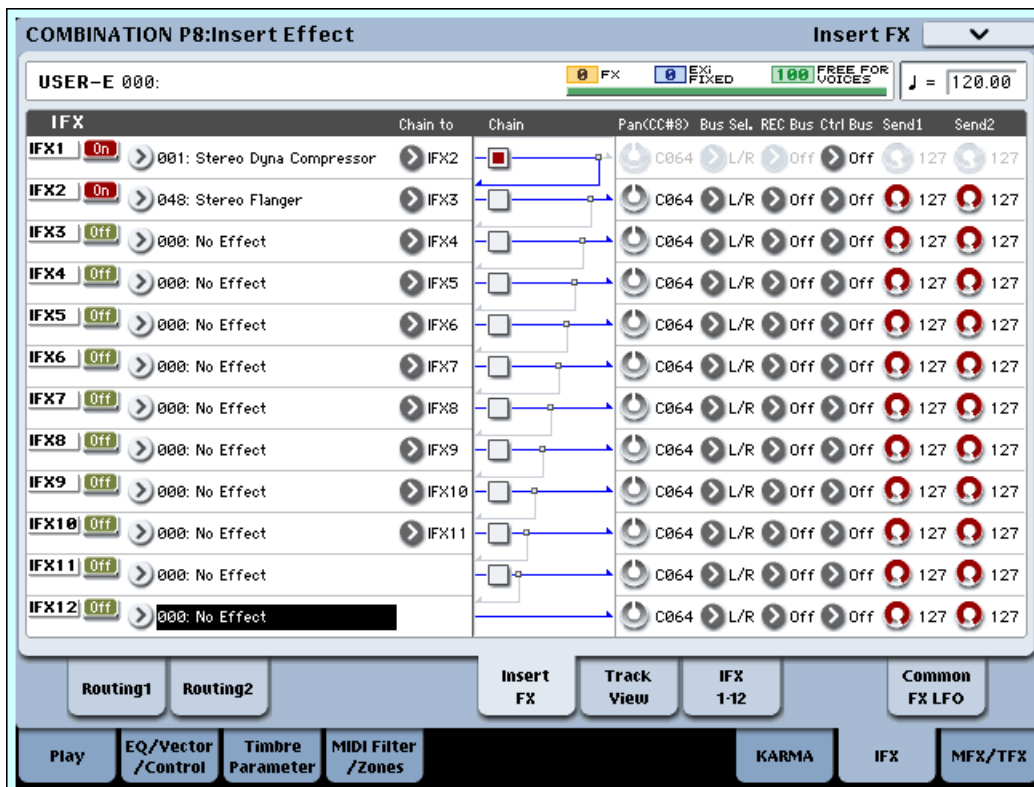 COMBINATION P8:Insert Effect Insert FX
USER-E 000: 0 FX 0 EXi FIXED 100 FREE FOR VOICES ♩ = 120.00
IFX Chain to Chain Pan(CC#8) Bus Sel. REC Bus Ctrl Bus Send1 Send2
IFX1 On 001: Stereo Dyna Compressor IFX2 C064 L/R Off Off 127 127
IFX2 On 048: Stereo Flanger IFX3 C064 L/R Off Off 127 127
IFX3 Off 000: No Effect IFX4 C064 L/R Off Off 127 127
IFX4 Off 000: No Effect IFX5 C064 L/R Off Off 127 127
IFX5 Off 000: No Effect IFX6 C064 L/R Off Off 127 127
IFX6 Off 000: No Effect IFX7 C064 L/R Off Off 127 127
IFX7 Off 000: No Effect IFX8 C064 L/R Off Off 127 127
IFX8 Off 000: No Effect IFX9 C064 L/R Off Off 127 127
IFX9 Off 000: No Effect IFX10 C064 L/R Off Off 127 127
IFX10 Off 000: No Effect IFX11 C064 L/R Off Off 127 127
IFX11 Off 000: No Effect C064 L/R Off Off 127 127
IFX12 Off 000: No Effect C064 L/R Off Off 127 127
Routing1 Routing2 Insert FX Track View IFX 1-12 Common FX LFO
Play EQ/Vector /Control Timbre Parameter MIDI Filter /Zones KARMA IFX MFX/TFX